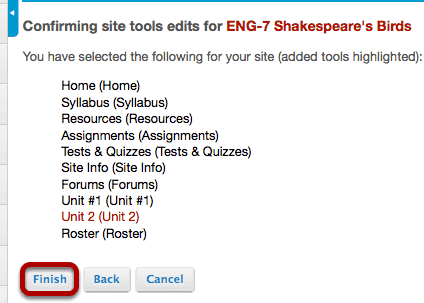 Confirming site tools edits for ENG-7 Shakespeare's Birds
You have selected the following for your site (added tools highlighted):
Home (Home)
Syllabus (Syllabus)
Resources (Resources)
Assignments (Assignments)
Tests & Quizzes (Tests & Quizzes)
Site Info (Site Info)
Forums (Forums)
Unit #1 (Unit #1)
Unit 2 (Unit 2)
Roster (Roster)
Finish Back Cancel